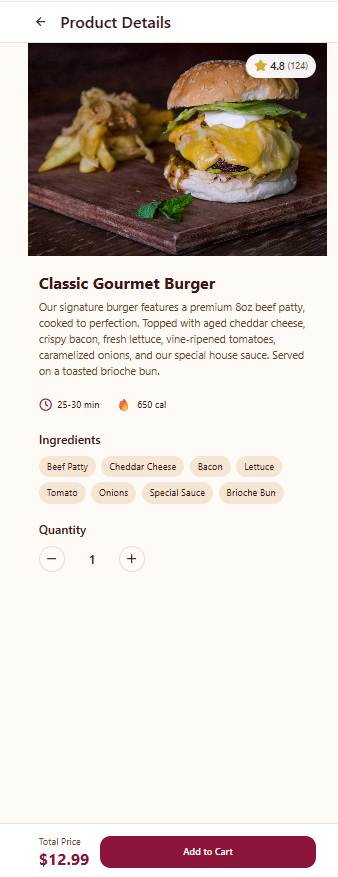 Product Details
4.8 (124)
Classic Gourmet Burger
Our signature burger features a premium 8oz beef patty,
cooked to perfection. Topped with aged cheddar cheese,
crispy bacon, fresh lettuce, vine-ripened tomatoes,
caramelized onions, and our special house sauce. Served
on a toasted brioche bun.
25-30 min 650 cal
Ingredients
Beef Patty Cheddar Cheese Bacon Lettuce
Tomato Onions Special Sauce Brioche Bun
Quantity
1
Total Price
$12.99
Add to Cart